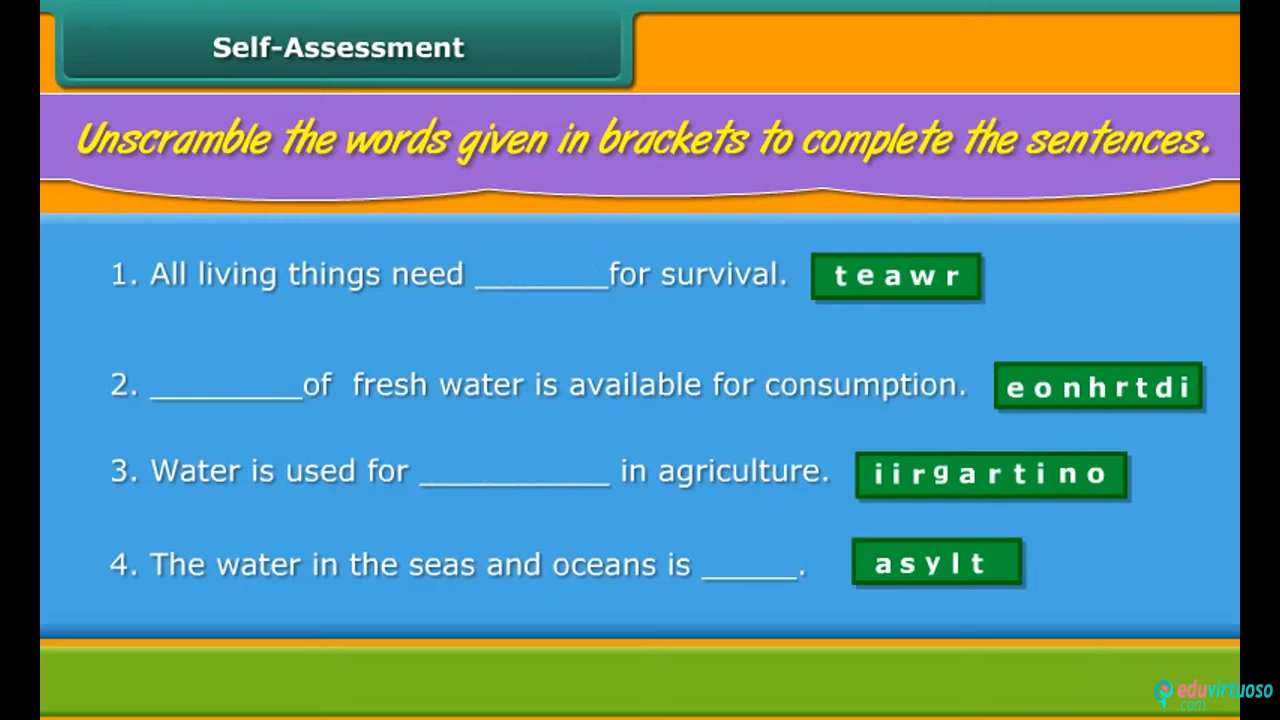 Self-Assessment
Unscramble the words given in brackets to complete the sentences.
1. All living things need ________for survival. t e a w r
2. _________of fresh water is available for consumption. e o n h r t d i
3. Water is used for ___________ in agriculture. i i r g a r t i n o
4. The water in the seas and oceans is ______. a s y l t
eduvirtuoso
.com